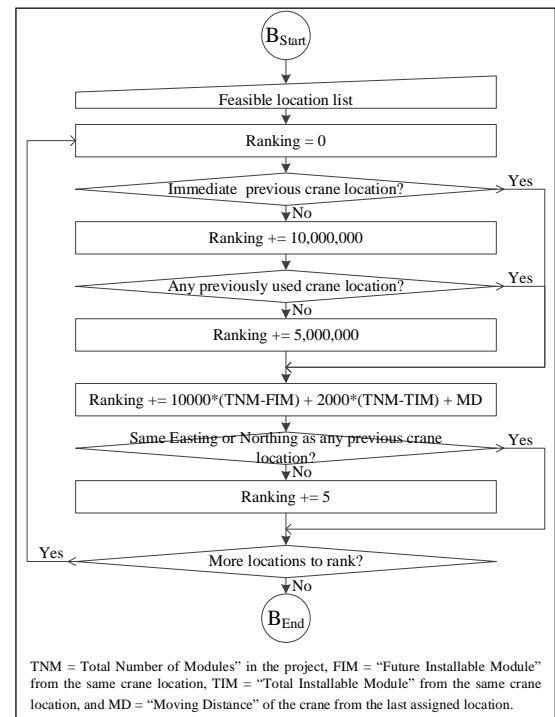 BStart
Feasible location list
Ranking = 0
Immediate previous crane location?
Yes
No
Ranking += 10,000,000
Any previously used crane location?
Yes
No
Ranking += 5,000,000
Ranking += 10000*(TNM-FIM) + 2000*(TNM-TIM) + MD
Same Easting or Northing as any previous crane
location?
Yes
No
Ranking += 5
Yes
More locations to rank?
No
BEnd
TNM = Total Number of Modules” in the project, FIM = “Future Installable Module”
from the same crane location, TIM = “Total Installable Module” from the same crane
location, and MD = “Moving Distance” of the crane from the last assigned location.